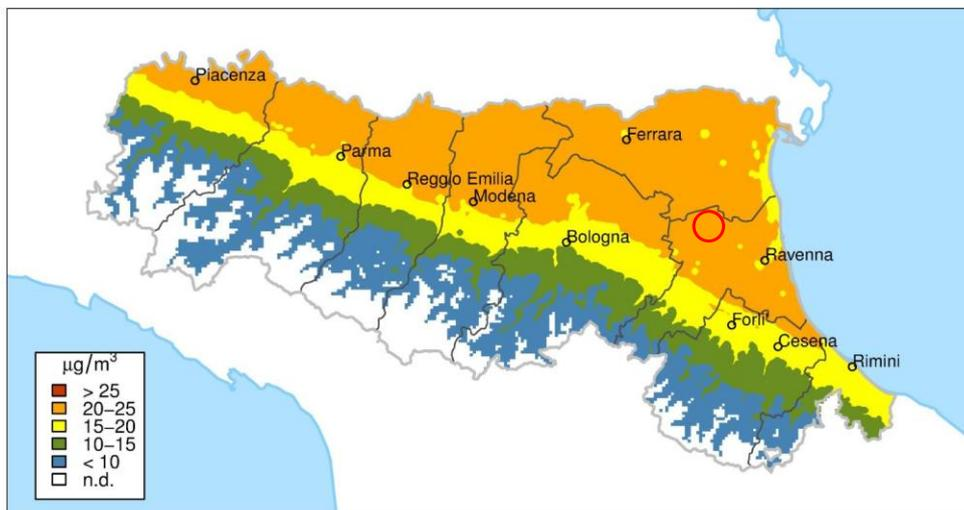 Piacenza
Ferrara
Parma
Reggio Emilia
Modena
Bologna
Ravenna
Forlì
Cesena
Rimini
µg/m³
> 25
20–25
15–20
10–15
< 10
n.d.